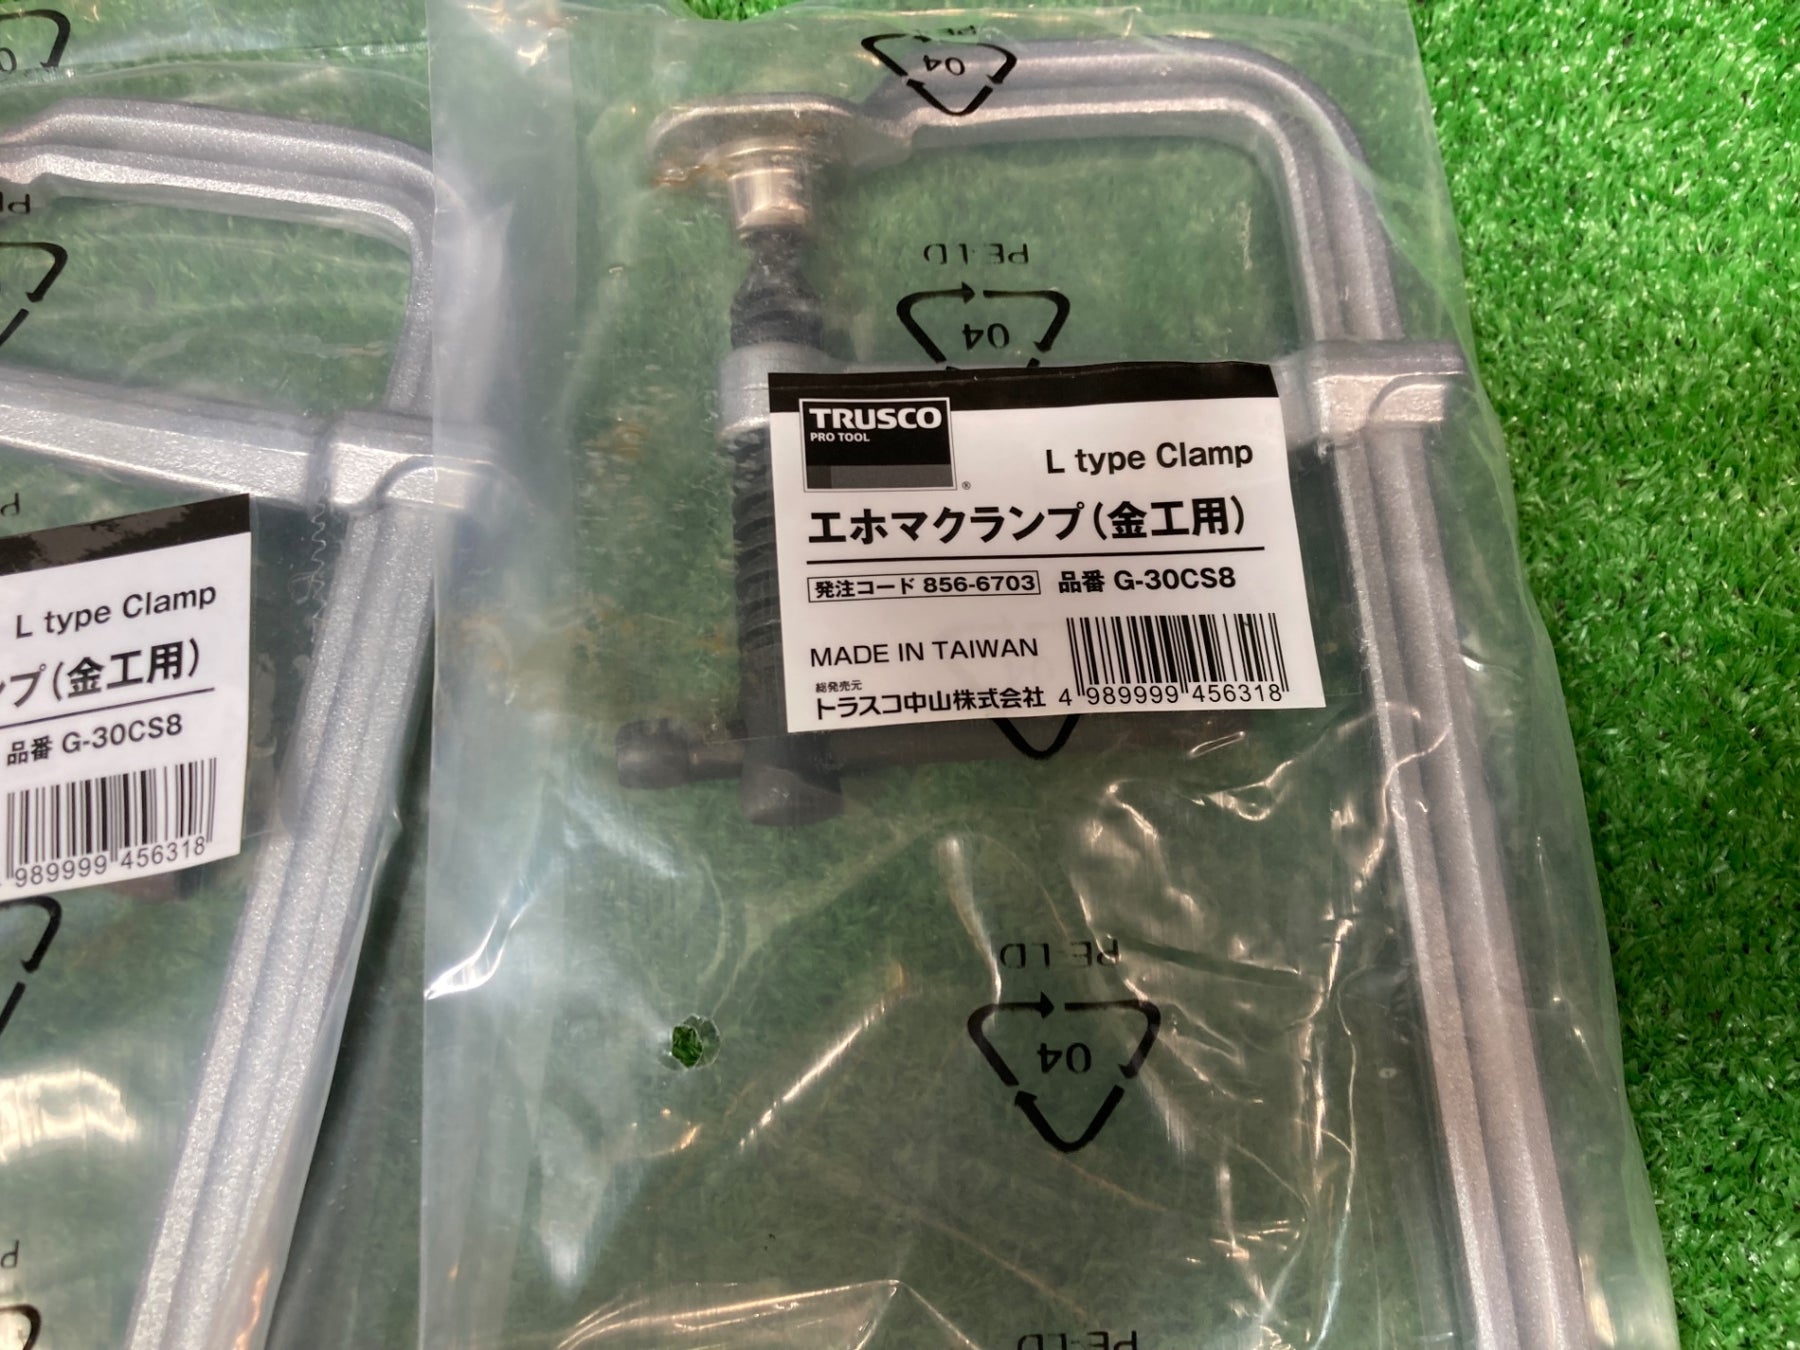 04
PE-LD
04
TRUSCO
PRO TOOL
®
L type Clamp
エホマクランプ(金工用)
発注コード 856-6703 品番 G-30CS8
MADE IN TAIWAN
総発売元
トラスコ中山株式会社
4 989999 456318
PE-LD
04
PE-LD
L type Clamp
ンプ(金工用)
品番 G-30CS8
989999 456318